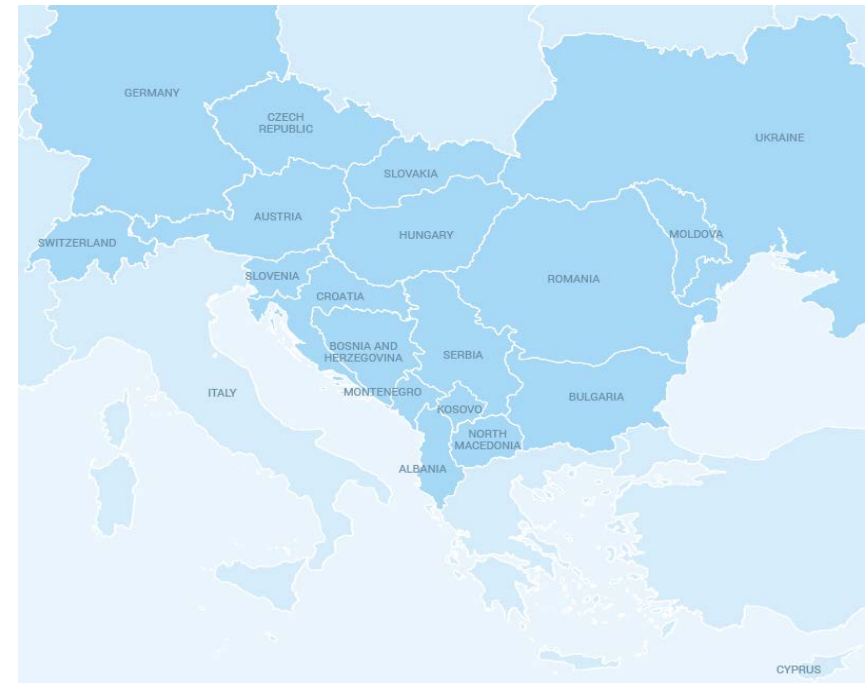 GERMANY
CZECH
REPUBLIC
UKRAINE
SLOVAKIA
AUSTRIA
HUNGARY
MOLDOVA
SWITZERLAND
SLOVENIA
ROMANIA
CROATIA
BOSNIA AND
HERZEGOVINA
SERBIA
ITALY
MONTENEGRO
BULGARIA
KOSOVO
NORTH
MACEDONIA
ALBANIA
CYPRUS